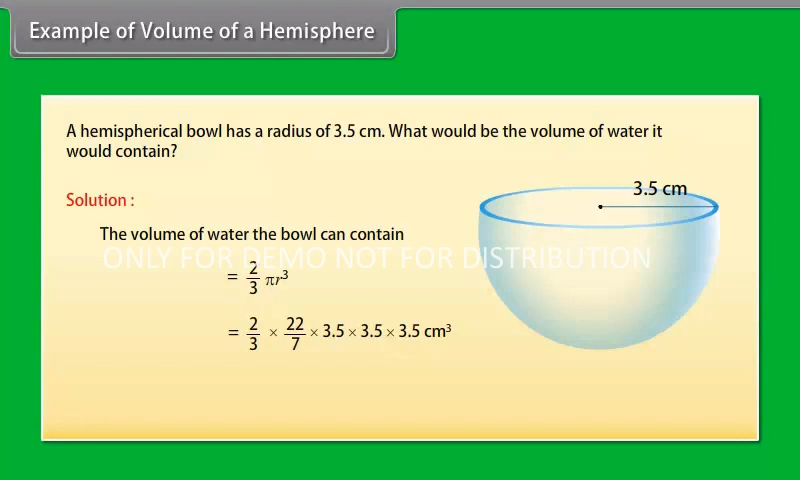 Example of Volume of a Hemisphere
A hemispherical bowl has a radius of 3.5 cm. What would be the volume of water it
would contain?
3.5 cm
Solution :
The volume of water the bowl can contain
ONLY FOR DEMO NOT FOR DISTRIBUTION
= 2/3 πr³
= 2/3 × 22/7 × 3.5 × 3.5 × 3.5 cm³